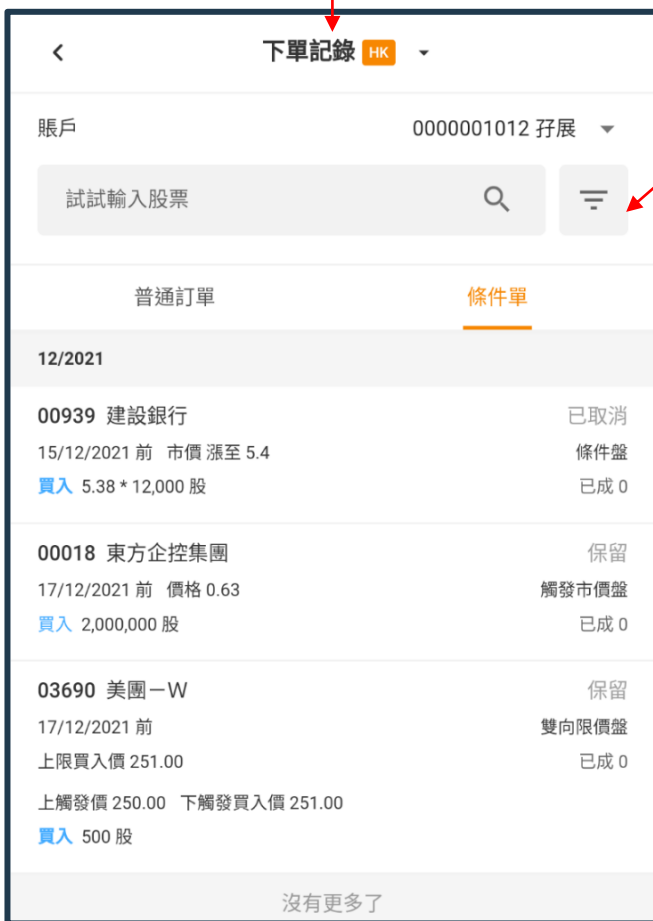 下單記錄 HK
賬戶 0000001012 孖展
試試輸入股票
普通訂單 條件單
12/2021
00939 建設銀行 已取消
15/12/2021 前 市價 漲至 5.4 條件盤
買入 5.38 * 12,000 股 已成 0
00018 東方企控集團 保留
17/12/2021 前 價格 0.63 觸發市價盤
買入 2,000,000 股 已成 0
03690 美團－W 保留
17/12/2021 前 雙向限價盤
上限買入價 251.00 已成 0
上觸發價 250.00 下觸發買入價 251.00
買入 500 股
沒有更多了